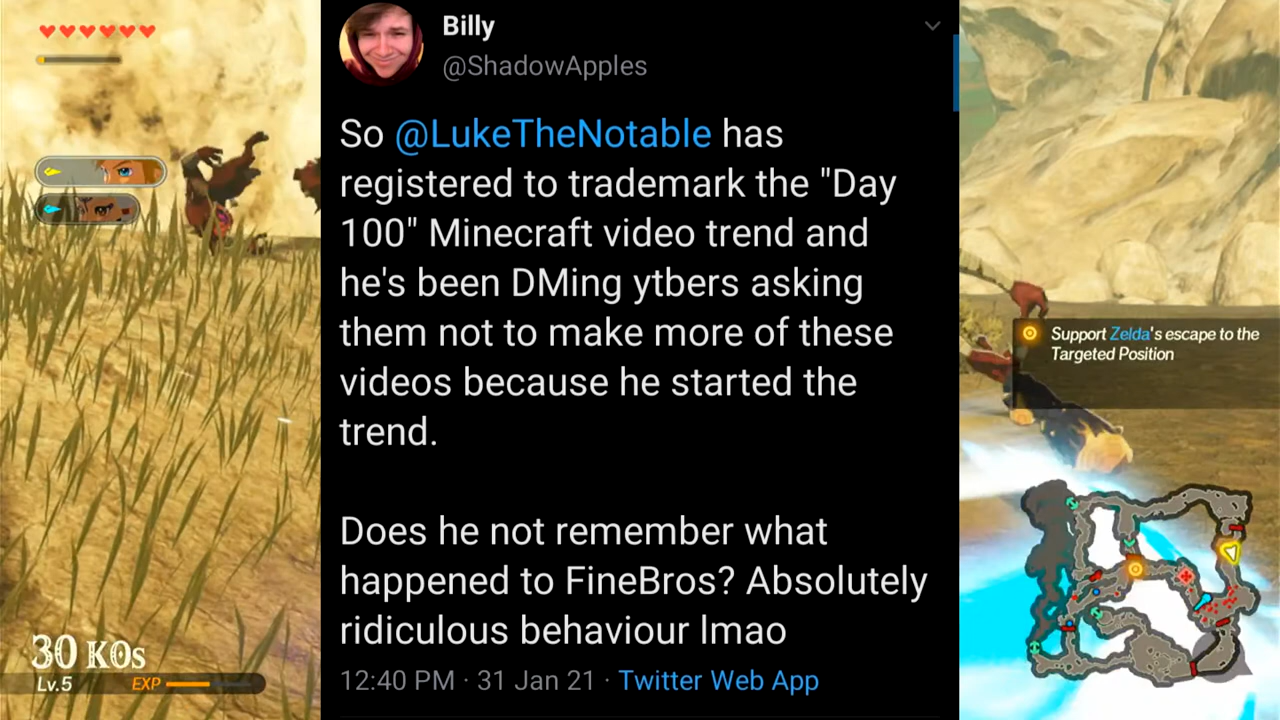 Billy
@ShadowApples
So @LukeTheNotable has
registered to trademark the "Day
100" Minecraft video trend and
he's been DMing ytbers asking
them not to make more of these
videos because he started the
trend.
Does he not remember what
happened to FineBros? Absolutely
ridiculous behaviour lmao
12:40 PM · 31 Jan 21 · Twitter Web App
30 KOs
Lv.5 EXP
Support Zelda's escape to the
Targeted Position